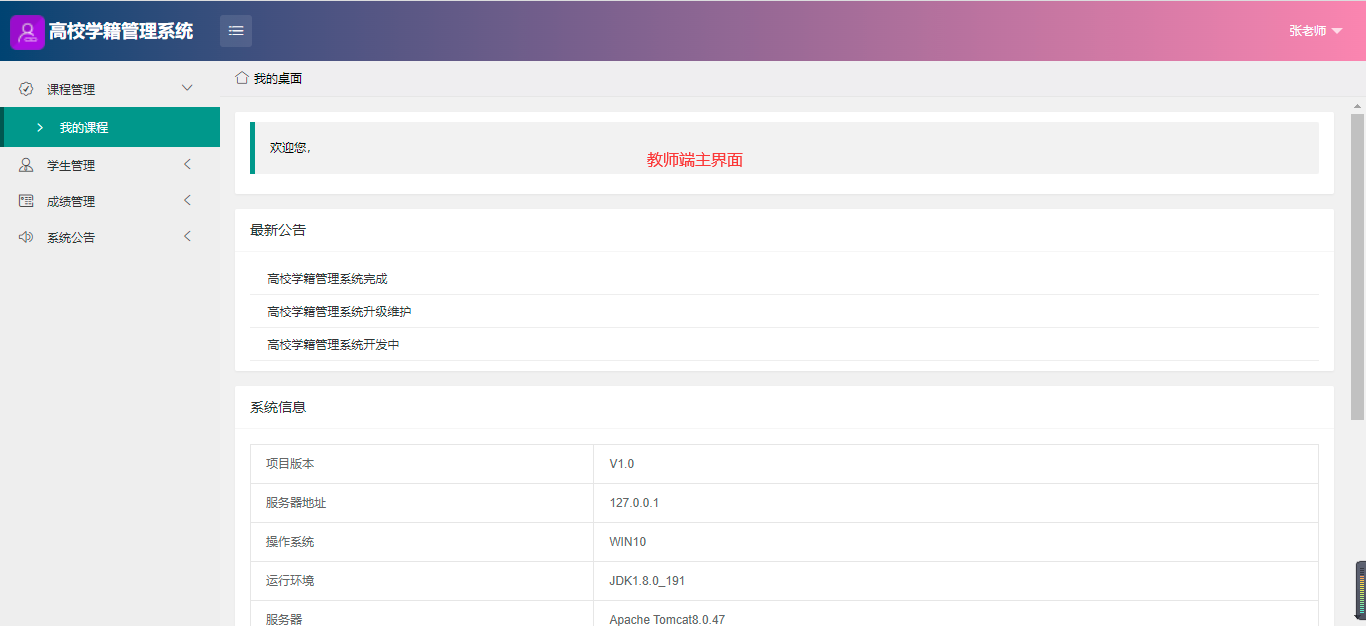 高校学籍管理系统
张老师
课程管理
我的课程
学生管理
成绩管理
系统公告
我的桌面
欢迎您,
教师端主界面
最新公告
高校学籍管理系统完成
高校学籍管理系统升级维护
高校学籍管理系统开发中
系统信息
项目版本 V1.0
服务器地址 127.0.0.1
操作系统 WIN10
运行环境 JDK1.8.0_191
服务器 Apache Tomcat8.0.47